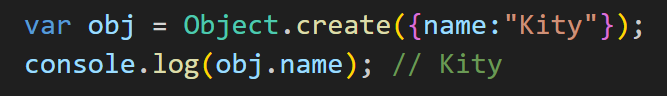 var obj = Object.create({name:"Kity"});
console.log(obj.name); // Kity